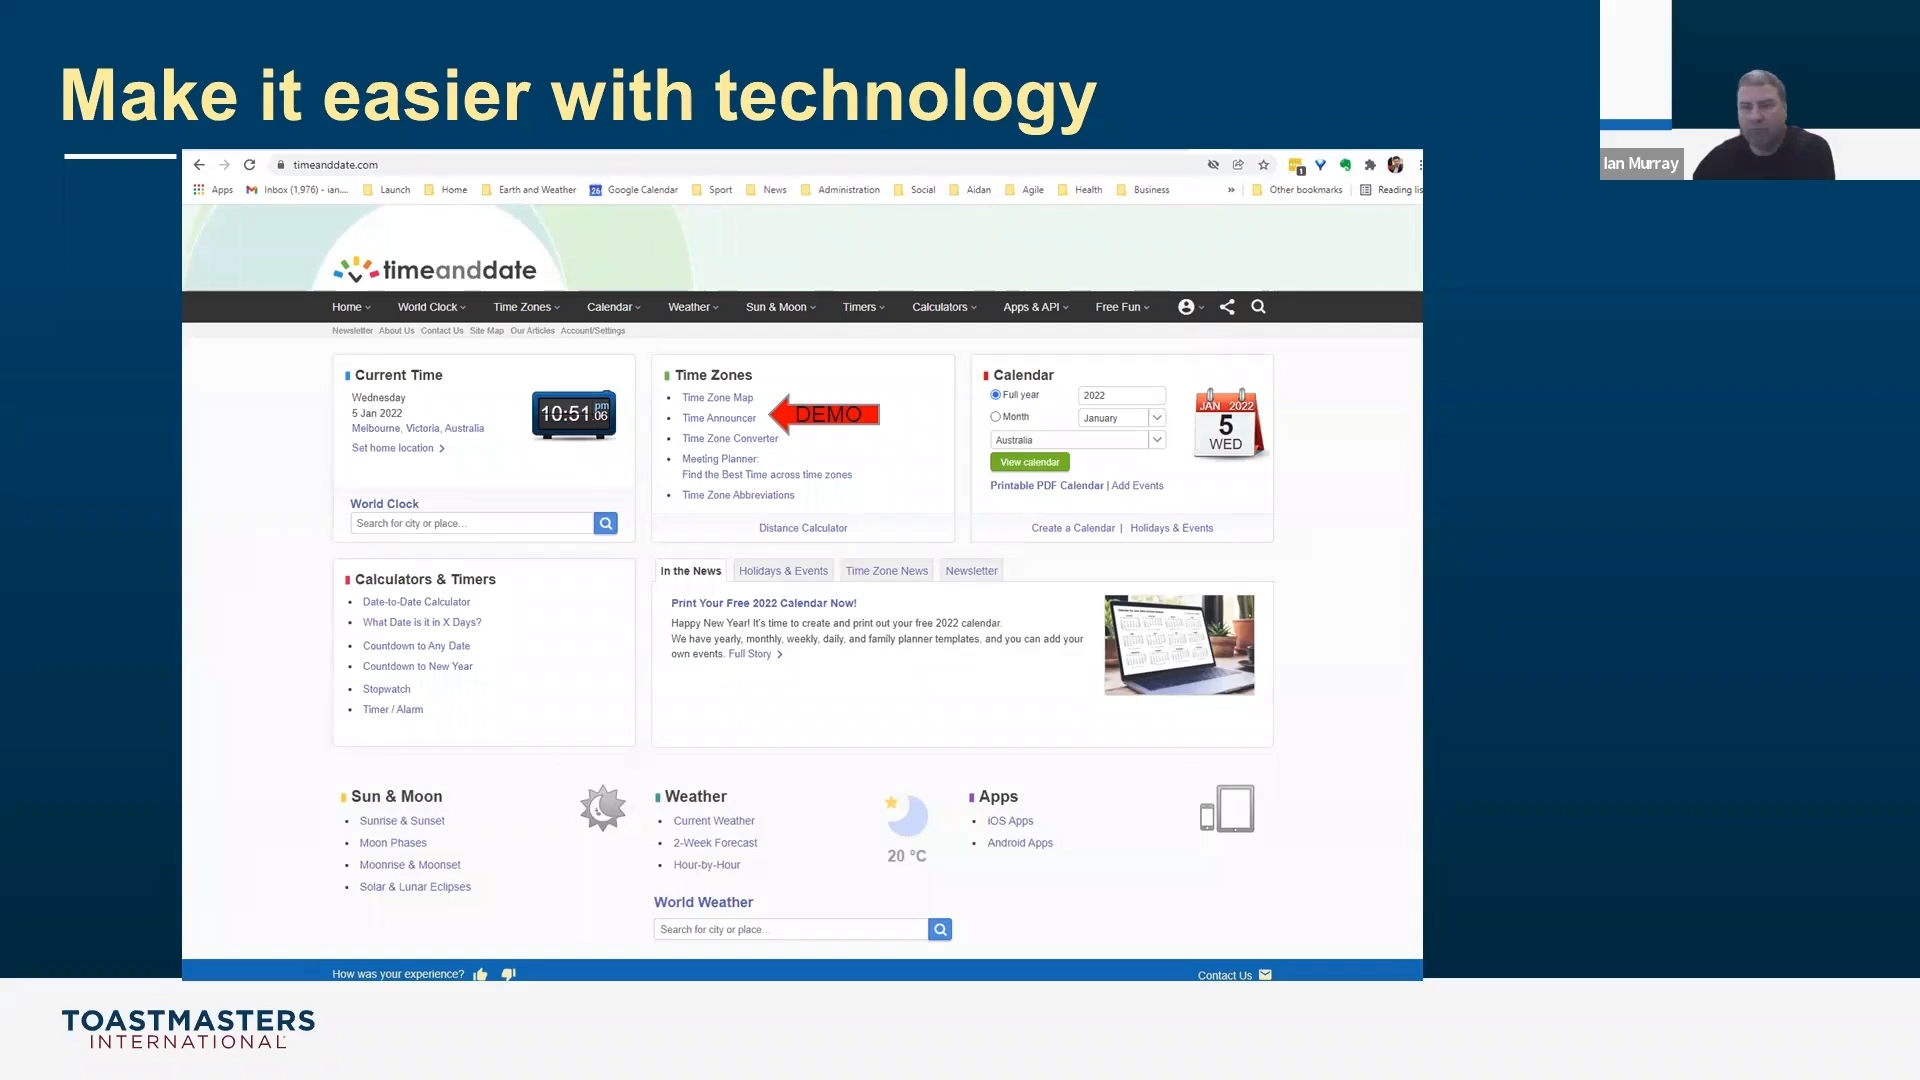 Make it easier with technology
Ian Murray
timeanddate.com
Apps Inbox (1,976) - ian.... Launch Home Earth and Weather 26 Google Calendar Sport News Administration Social Aidan Agile Health Business » Other bookmarks Reading lis
timeanddate
Home World Clock Time Zones Calendar Weather Sun & Moon Timers Calculators Apps & API Free Fun
Newsletter About Us Contact Us Site Map Our Articles Account/Settings
Current Time
Wednesday
5 Jan 2022
Melbourne, Victoria, Australia
Set home location
10:51 pm 06
World Clock
Search for city or place...
Time Zones
Time Zone Map
Time Announcer
DEMO
Time Zone Converter
Meeting Planner:
Find the Best Time across time zones
Time Zone Abbreviations
Distance Calculator
Calendar
Full year 2022
Month January
Australia
View calendar
JAN 2022
5
WED
Printable PDF Calendar | Add Events
Create a Calendar | Holidays & Events
Calculators & Timers
Date-to-Date Calculator
What Date is it in X Days?
Countdown to Any Date
Countdown to New Year
Stopwatch
Timer / Alarm
In the News Holidays & Events Time Zone News Newsletter
Print Your Free 2022 Calendar Now!
Happy New Year! It's time to create and print out your free 2022 calendar.
We have yearly, monthly, weekly, daily, and family planner templates, and you can add your
own events. Full Story
Sun & Moon
Sunrise & Sunset
Moon Phases
Moonrise & Moonset
Solar & Lunar Eclipses
Weather
Current Weather
2-Week Forecast
Hour-by-Hour
20 °C
World Weather
Search for city or place...
Apps
iOS Apps
Android Apps
How was your experience?
Contact Us
TOASTMASTERS
INTERNATIONAL